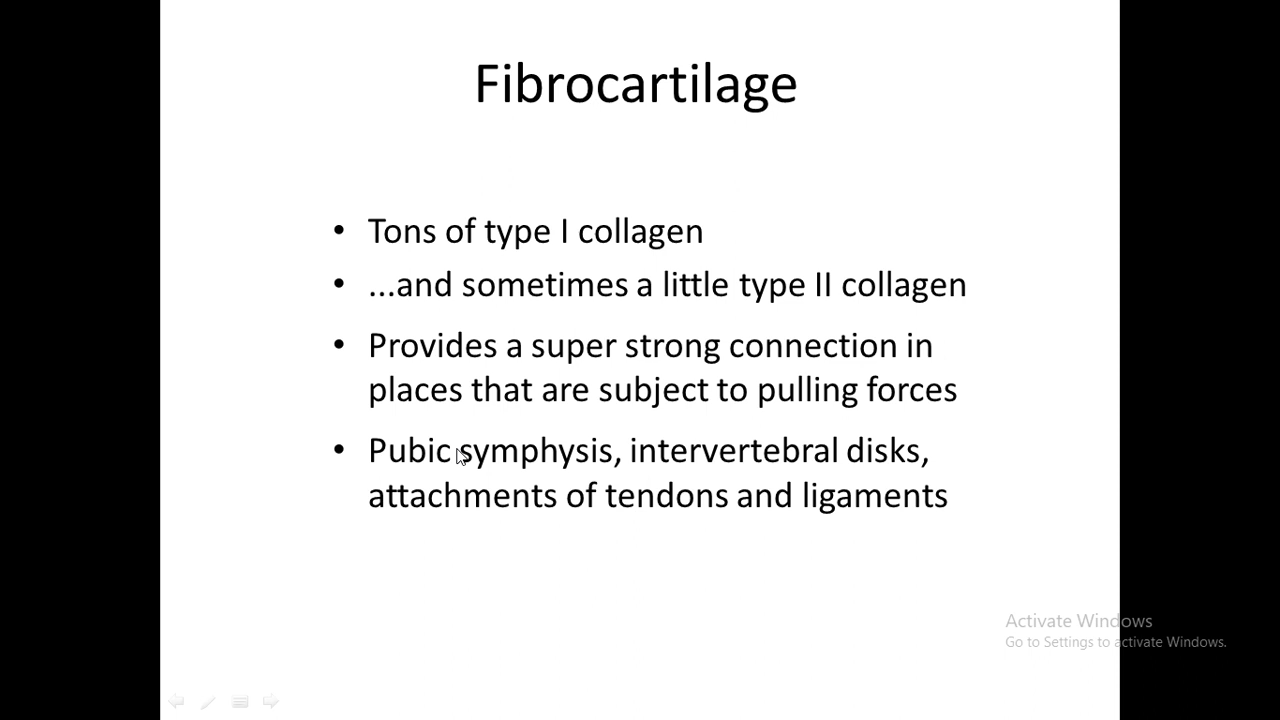 Fibrocartilage
• Tons of type I collagen
• ...and sometimes a little type II collagen
• Provides a super strong connection in
places that are subject to pulling forces
• Pubic symphysis, intervertebral disks,
attachments of tendons and ligaments
Activate Windows
Go to Settings to activate Windows.